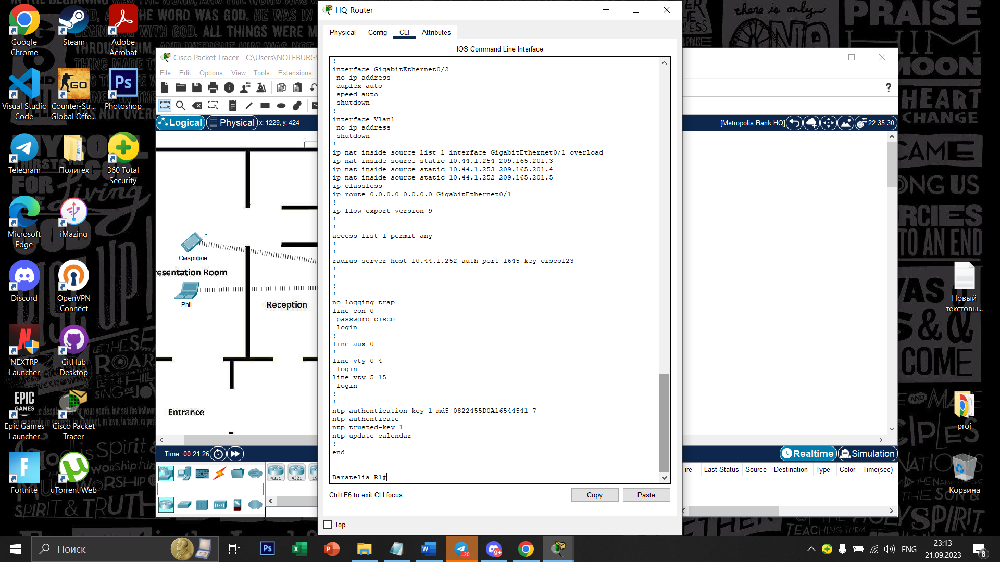 HQ_Router
Physical
Config
CLI
Attributes
IOS Command Line Interface
!
interface GigabitEthernet0/2
no ip address
duplex auto
speed auto
shutdown
!
interface Vlan1
no ip address
shutdown
!
ip nat inside source list 1 interface GigabitEthernet0/1 overload
ip nat inside source static 10.44.1.254 209.165.201.3
ip nat inside source static 10.44.1.253 209.165.201.4
ip nat inside source static 10.44.1.252 209.165.201.5
ip classless
ip route 0.0.0.0 0.0.0.0 GigabitEthernet0/1
!
ip flow-export version 9
!
!
access-list 1 permit any
!
!
radius-server host 10.44.1.252 auth-port 1645 key cisco123
!
!
!
!
no logging trap
line con 0
password cisco
login
!
line aux 0
!
line vty 0 4
login
line vty 5 15
login
!
!
ntp authentication-key 1 md5 0822455D0A16544541 7
ntp authenticate
ntp trusted-key 1
ntp update-calendar
!
end
Baratelia_R1#
Ctrl+F6 to exit CLI focus
Copy
Paste
Top
Cisco Packet Tracer - C:\Users\NOTEBURG\
File
Edit
Options
View
Tools
Extensions
?
Logical
Physical
x: 1229, y: 424
[Metropolis Bank HQ]
22:35:30
Смартфон
resentation Room
Phil
Reception
Entrance
Time: 00:21:26
Realtime
Simulation
4331
4321
19
Fire
Last Status
Source
Destination
Type
Color
Time(sec)
Google Chrome
Steam
Adobe Acrobat
Visual Studio Code
Counter-Str... Global Offe...
Photoshop
Telegram
Политех
360 Total Security
Microsoft Edge
iMazing
Discord
OpenVPN Connect
NEXTRP Launcher
GitHub Desktop
Epic Games Launcher
Cisco Packet Tracer
Fortnite
uTorrent Web
Новый текстовы...
proj
Корзина
Поиск
..20
9+
ENG
23:13
21.09.2023
8